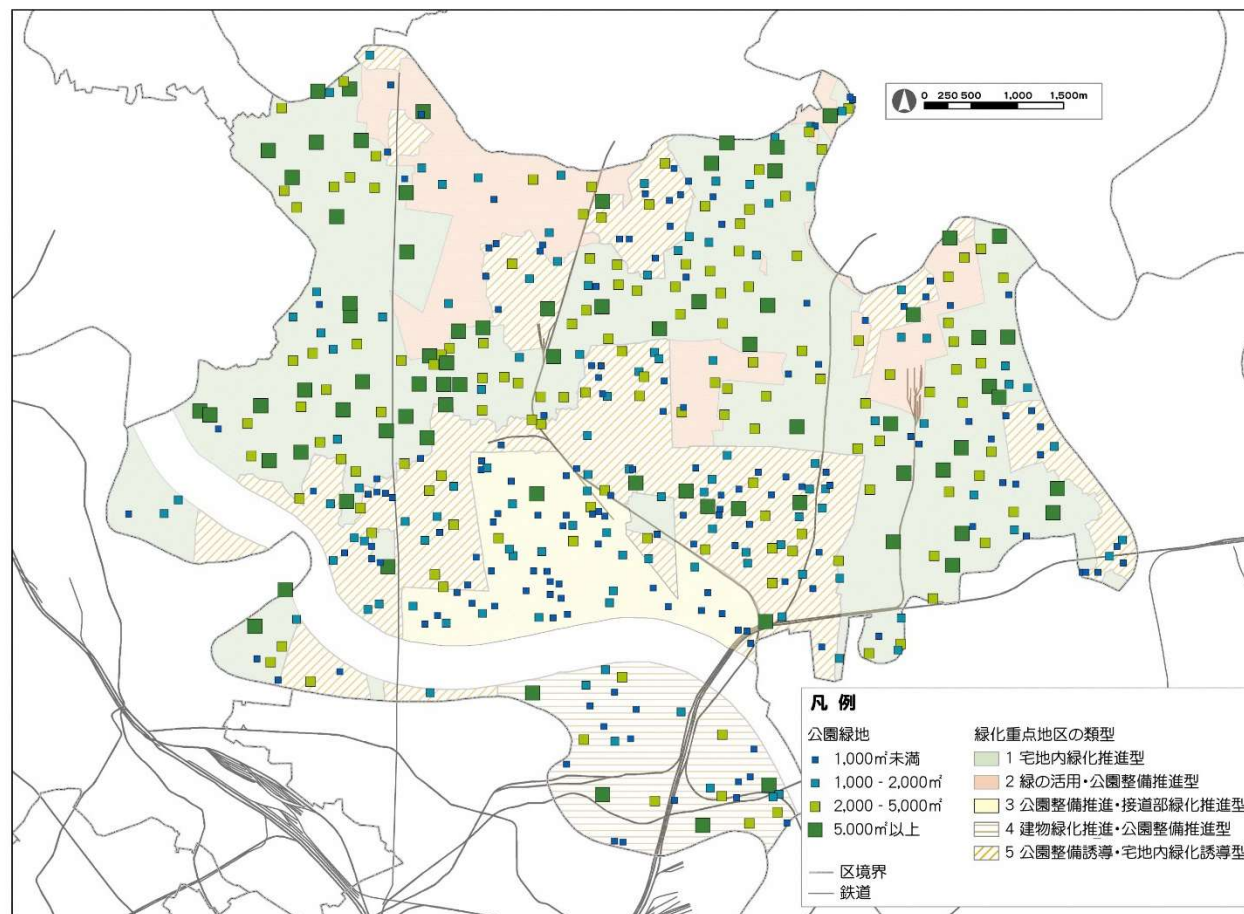 0 250 500 1,000 1,500m
凡 例
公園緑地
1,000㎡未満
1,000 - 2,000㎡
2,000 - 5,000㎡
5,000㎡以上
区境界
鉄道
緑化重点地区の類型
1 宅地内緑化推進型
2 緑の活用・公園整備推進型
3 公園整備推進・接道部緑化推進型
4 建物緑化推進・公園整備推進型
5 公園整備誘導・宅地内緑化誘導型